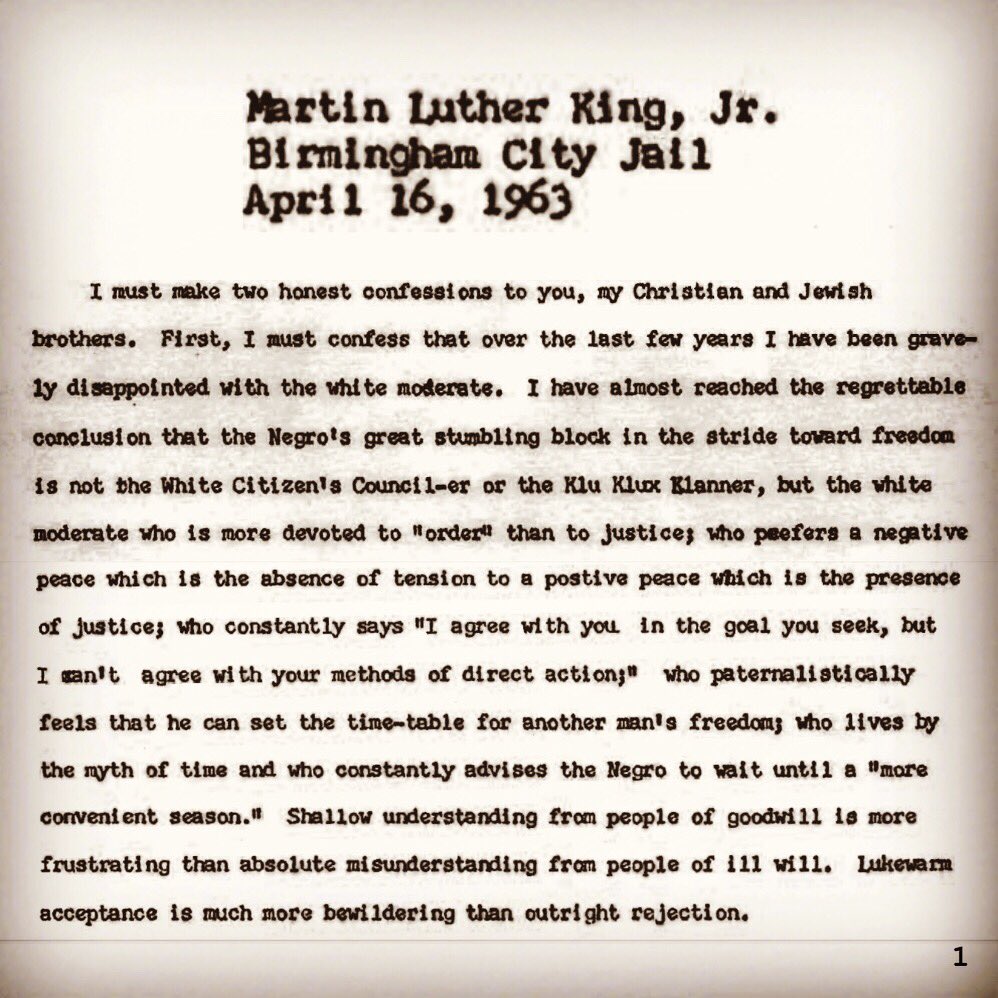 Martin Luther King, Jr.
Birmingham City Jail
April 16, 1963
I must make two honest confessions to you, my Christian and Jewish
brothers. First, I must confess that over the last few years I have been grave-
ly disappointed with the white moderate. I have almost reached the regrettable
conclusion that the Negro's great stumbling block in the stride toward freedom
is not the White Citizen's Council-er or the Klu Klux Klanner, but the white
moderate who is more devoted to "order" than to justice; who psefers a negative
peace which is the absence of tension to a postive peace which is the presence
of justice; who constantly says "I agree with you in the goal you seek, but
I can't agree with your methods of direct action;" who paternalistically
feels that he can set the time-table for another man's freedom; who lives by
the myth of time and who constantly advises the Negro to wait until a "more
convenient season." Shallow understanding from people of goodwill is more
frustrating than absolute misunderstanding from people of ill will. Lukewarm
acceptance is much more bewildering than outright rejection.
1